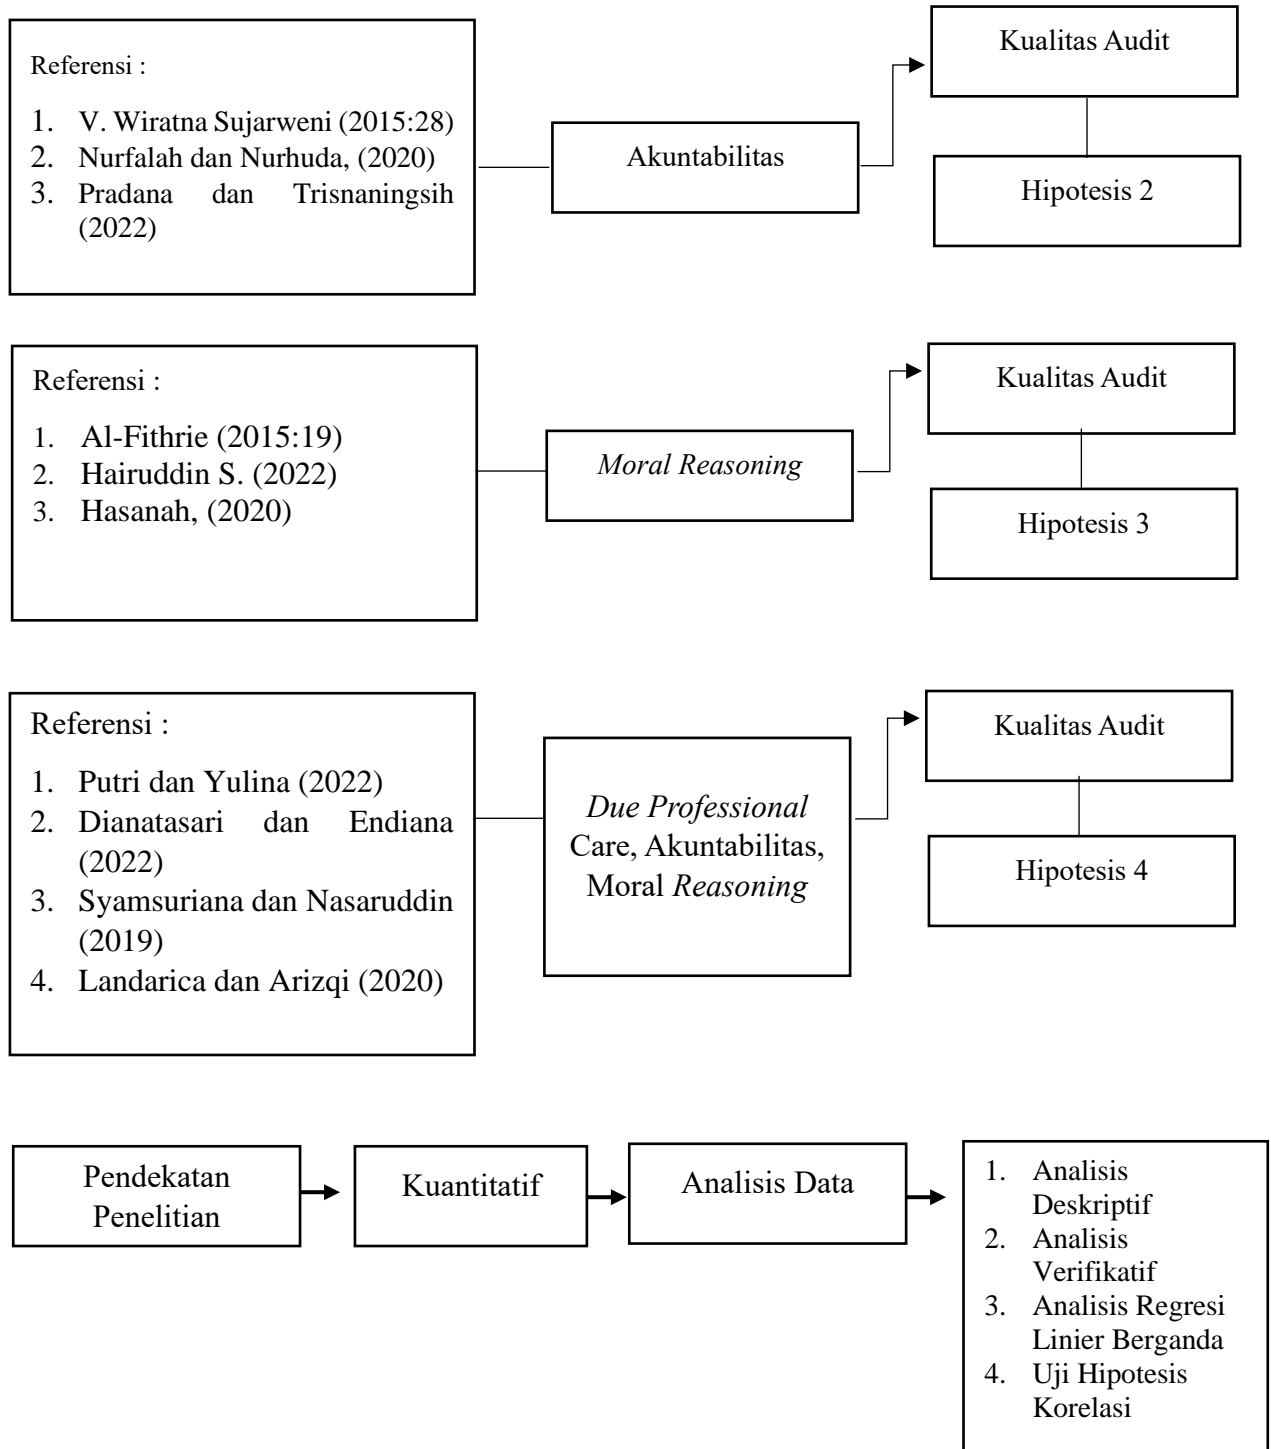 Referensi :
1. V. Wiratna Sujarweni (2015:28)
2. Nurfalah dan Nurhuda, (2020)
3. Pradana dan Trisnaningsih
(2022)
Akuntabilitas
Kualitas Audit
Hipotesis 2
Referensi :
1. Al-Fithrie (2015:19)
2. Hairuddin S. (2022)
3. Hasanah, (2020)
Moral Reasoning
Kualitas Audit
Hipotesis 3
Referensi :
1. Putri dan Yulina (2022)
2. Dianatasari dan Endiana
(2022)
3. Syamsuriana dan Nasaruddin
(2019)
4. Landarica dan Arizqi (2020)
Due Professional
Care, Akuntabilitas,
Moral Reasoning
Kualitas Audit
Hipotesis 4
Pendekatan
Penelitian
Kuantitatif
Analisis Data
1. Analisis
Deskriptif
2. Analisis
Verifikatif
3. Analisis Regresi
Linier Berganda
4. Uji Hipotesis
Korelasi